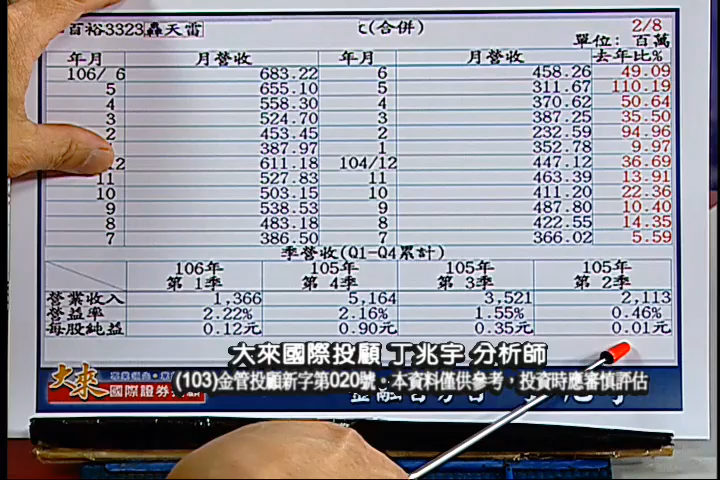 百裕3323轟天雷 (合併) 2/8
單位：百萬
年月 月營收 年月 月營收 去年比%
106/ 6 683.22 6 458.26 49.09
5 655.10 5 311.67 110.19
4 558.30 4 370.62 50.64
3 524.70 3 387.25 35.50
2 453.45 2 232.59 94.96
387.97 1 352.78 9.97
12 611.18 104/12 447.12 36.69
11 527.83 11 463.39 13.91
10 503.15 10 411.20 22.36
9 538.53 9 487.80 10.40
8 483.18 8 422.55 14.35
7 386.50 7 366.02 5.59
季營收(Q1-Q4累計)
106年 105年 105年 105年
第 1季 第 4季 第 3季 第 2季
營業收入 1,366 5,164 3,521 2,113
營益率 2.22% 2.16% 1.55% 0.46%
每股純益 0.12元 0.90元 0.35元 0.01元
大來國際投顧 丁兆宇 分析師
(103)金管投顧新字第020號，本資料僅供參考，投資時應審慎評估
大來
國際證券投顧